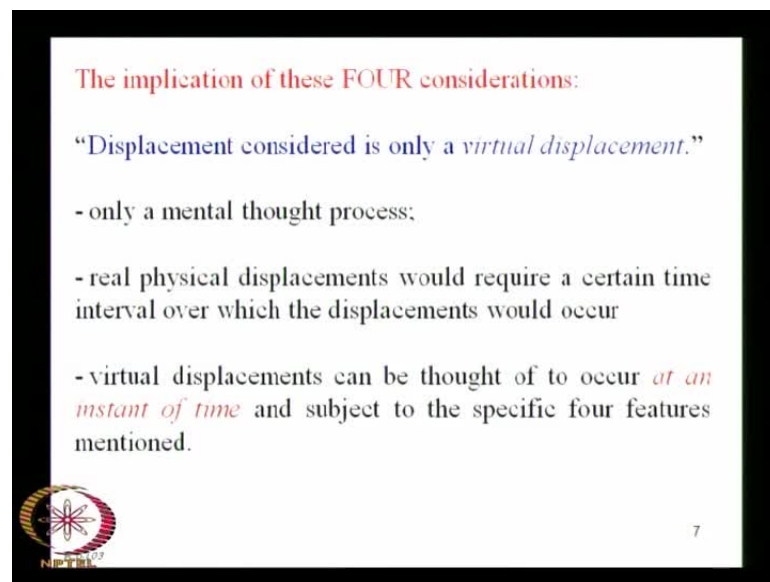 The implication of these FOUR considerations:
“Displacement considered is only a virtual displacement.”
- only a mental thought process;
- real physical displacements would require a certain time
interval over which the displacements would occur
- virtual displacements can be thought of to occur at an
instant of time and subject to the specific four features
mentioned.
7
NPTEL